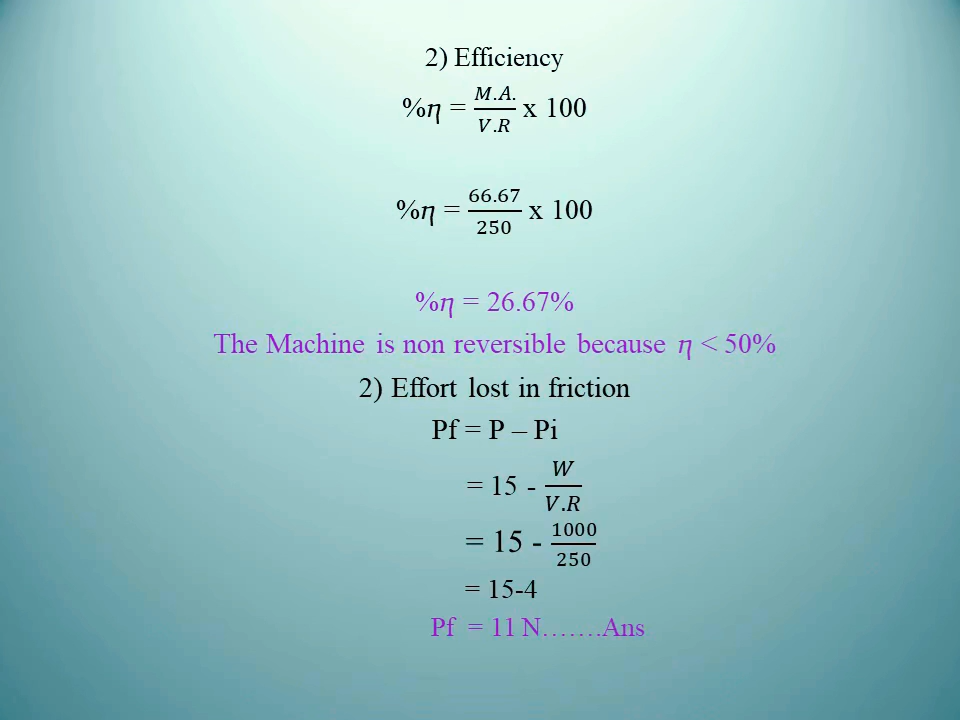 2) Efficiency
%η = M.A./V.R x 100
%η = 66.67/250 x 100
%η = 26.67%
The Machine is non reversible because η < 50%
2) Effort lost in friction
Pf = P – Pi
= 15 - W/V.R
= 15 - 1000/250
= 15-4
Pf = 11 N…….Ans